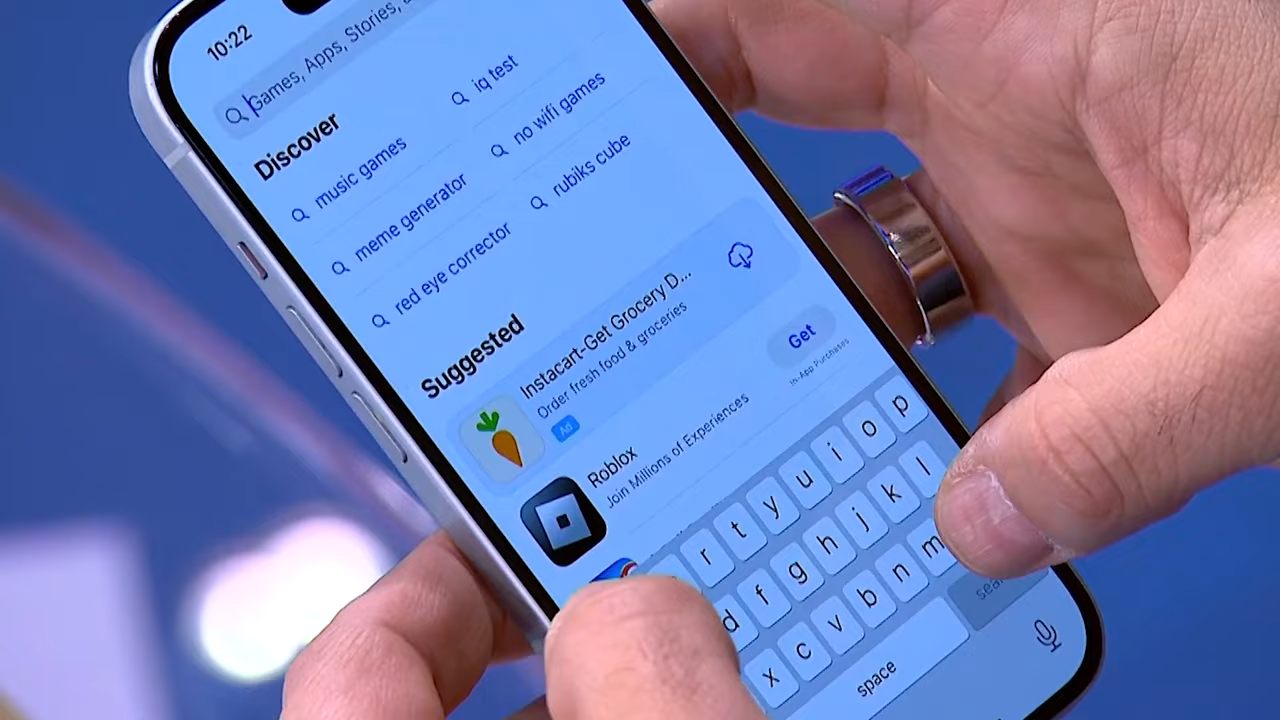 10:22
Games, Apps, Stories,
Discover
music games
iq test
meme generator
no wifi games
red eye corrector
rubiks cube
Suggested
Instacart-Get Grocery D...
Order fresh food & groceries
Ad
Roblox
Join Millions of Experiences
Get
In-App Purchases
r t y u i o p
d f g h j k l
x c v b n m
space